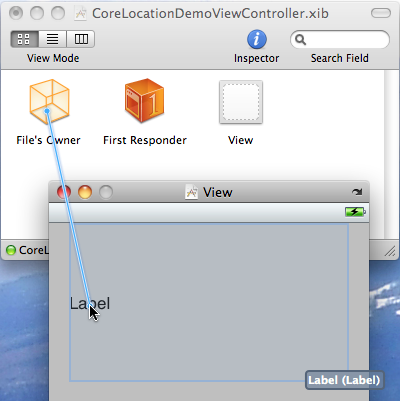 CoreLocationDemoViewController.xib
View Mode
Inspector
Search Field
File's Owner
First Responder
View
View
CoreL
Label
Label (Label)